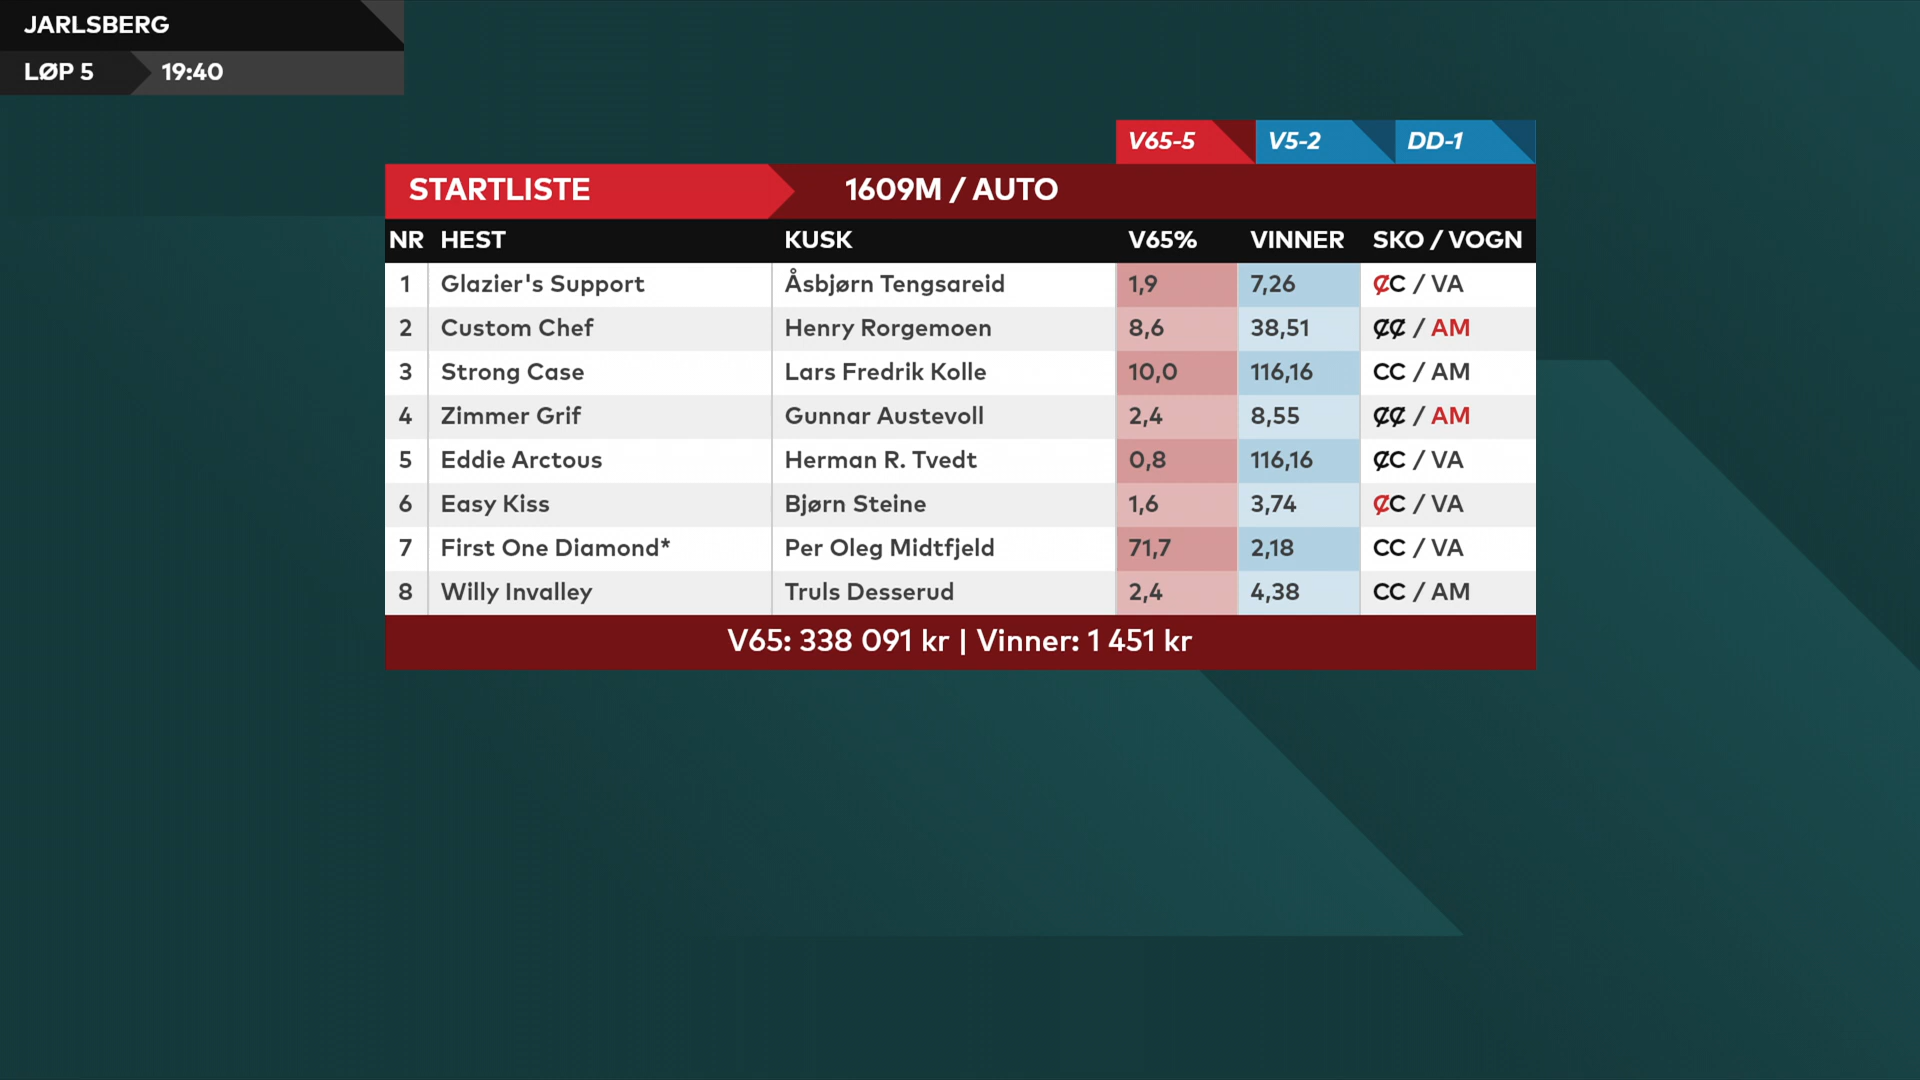 JARLSBERG
LØP 5 19:40
V65-5 V5-2 DD-1
STARTLISTE 1609M / AUTO
NR HEST KUSK V65% VINNER SKO / VOGN
1 Glazier's Support Åsbjørn Tengsareid 1,9 7,26 ȻC / VA
2 Custom Chef Henry Rorgemoen 8,6 38,51 ȻȻ / AM
3 Strong Case Lars Fredrik Kolle 10,0 116,16 CC / AM
4 Zimmer Grif Gunnar Austevoll 2,4 8,55 ȻȻ / AM
5 Eddie Arctous Herman R. Tvedt 0,8 116,16 ȻC / VA
6 Easy Kiss Bjørn Steine 1,6 3,74 ȻC / VA
7 First One Diamond* Per Oleg Midtfjeld 71,7 2,18 CC / VA
8 Willy Invalley Truls Desserud 2,4 4,38 CC / AM
V65: 338 091 kr | Vinner: 1 451 kr